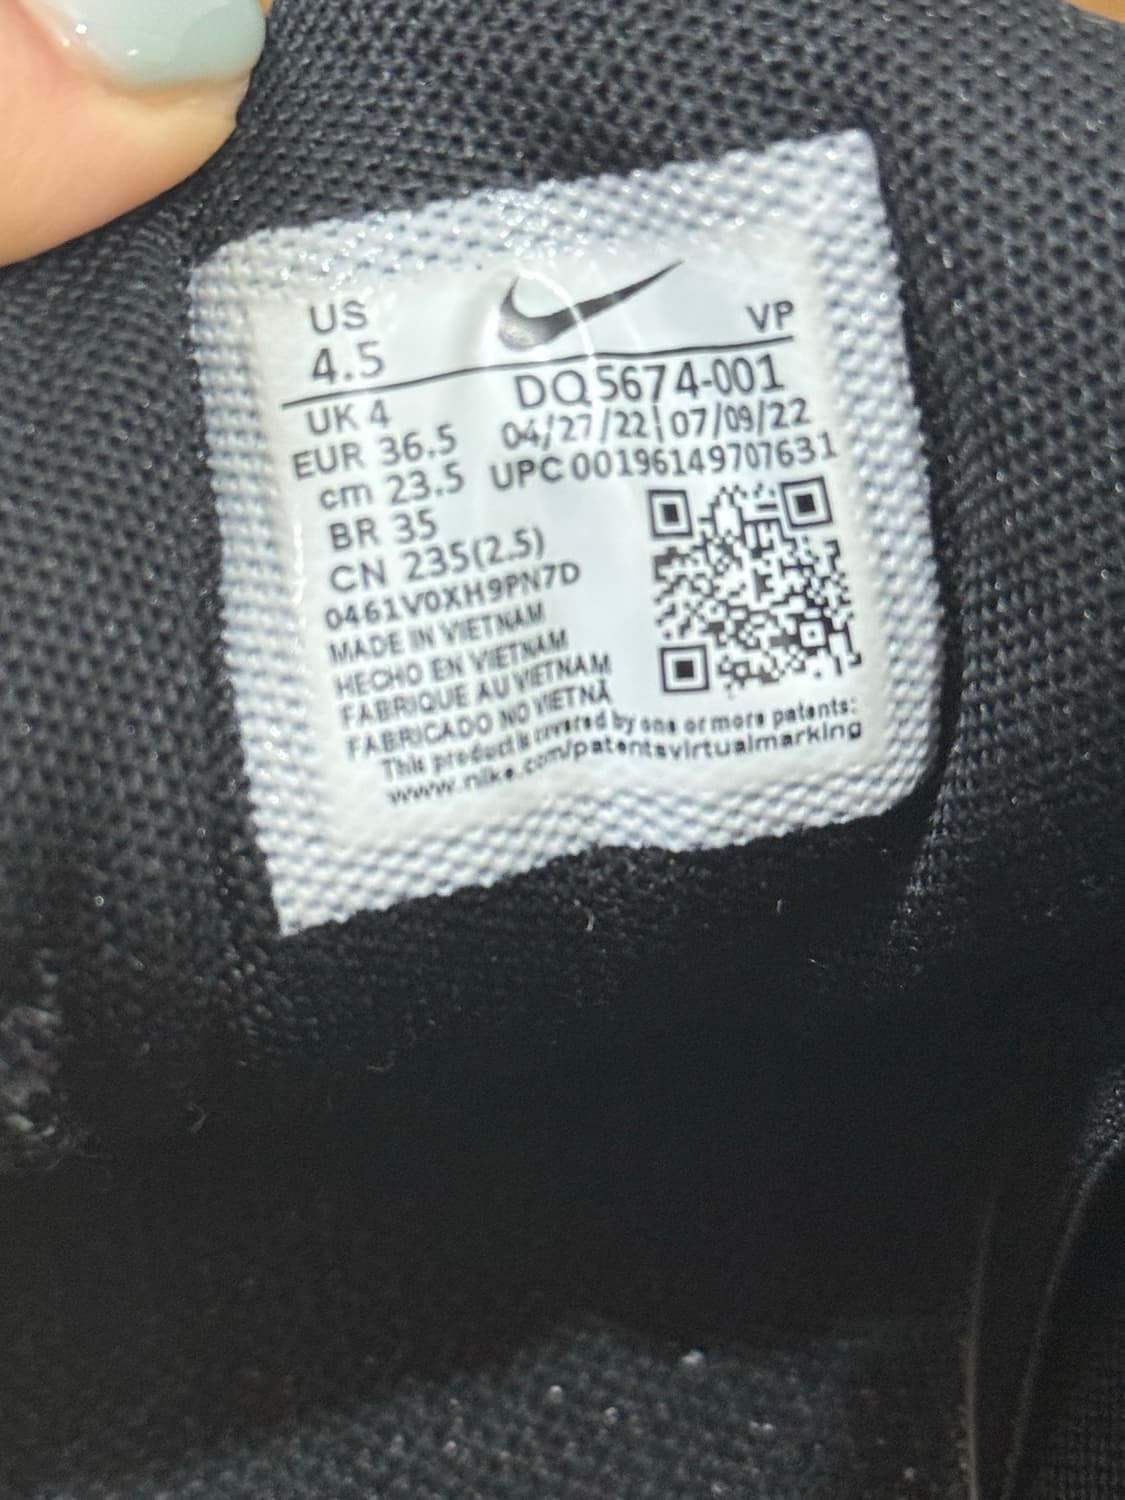 US
4.5
VP
UK 4
DQ5674-001
EUR 36.5
04/27/22 | 07/09/22
cm 23.5
UPC 00196149707631
BR 35
CN 235(2.5)
0461V0XH9PN7D
MADE IN VIETNAM
HECHO EN VIETNAM
FABRIQUE AU VIETNAM
FABRICADO NO VIETNÃ
This product is covered by one or more patents:
www.nike.com/patentsvirtualmarking